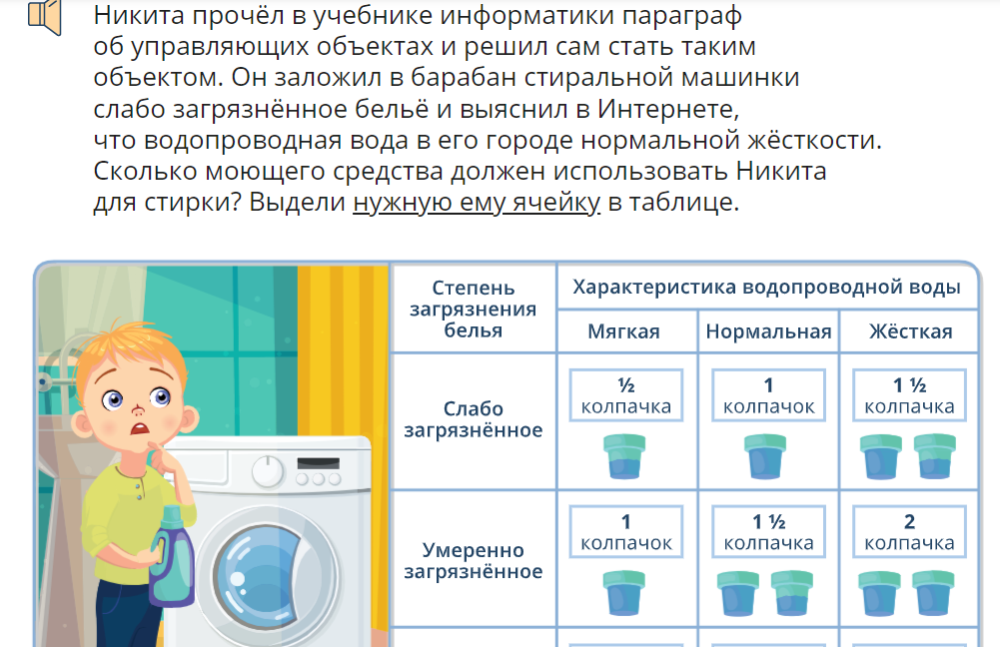 Никита прочёл в учебнике информатики параграф
об управляющих объектах и решил сам стать таким
объектом. Он заложил в барабан стиральной машинки
слабо загрязнённое бельё и выяснил в Интернете,
что водопроводная вода в его городе нормальной жёсткости.
Сколько моющего средства должен использовать Никита
для стирки? Выдели нужную ему ячейку в таблице.
Степень
загрязнения
белья
Характеристика водопроводной воды
Мягкая
Нормальная
Жёсткая
Слабо
загрязнённое
½
колпачка
1
колпачок
1 ½
колпачка
Умеренно
загрязнённое
1
колпачок
1 ½
колпачка
2
колпачка